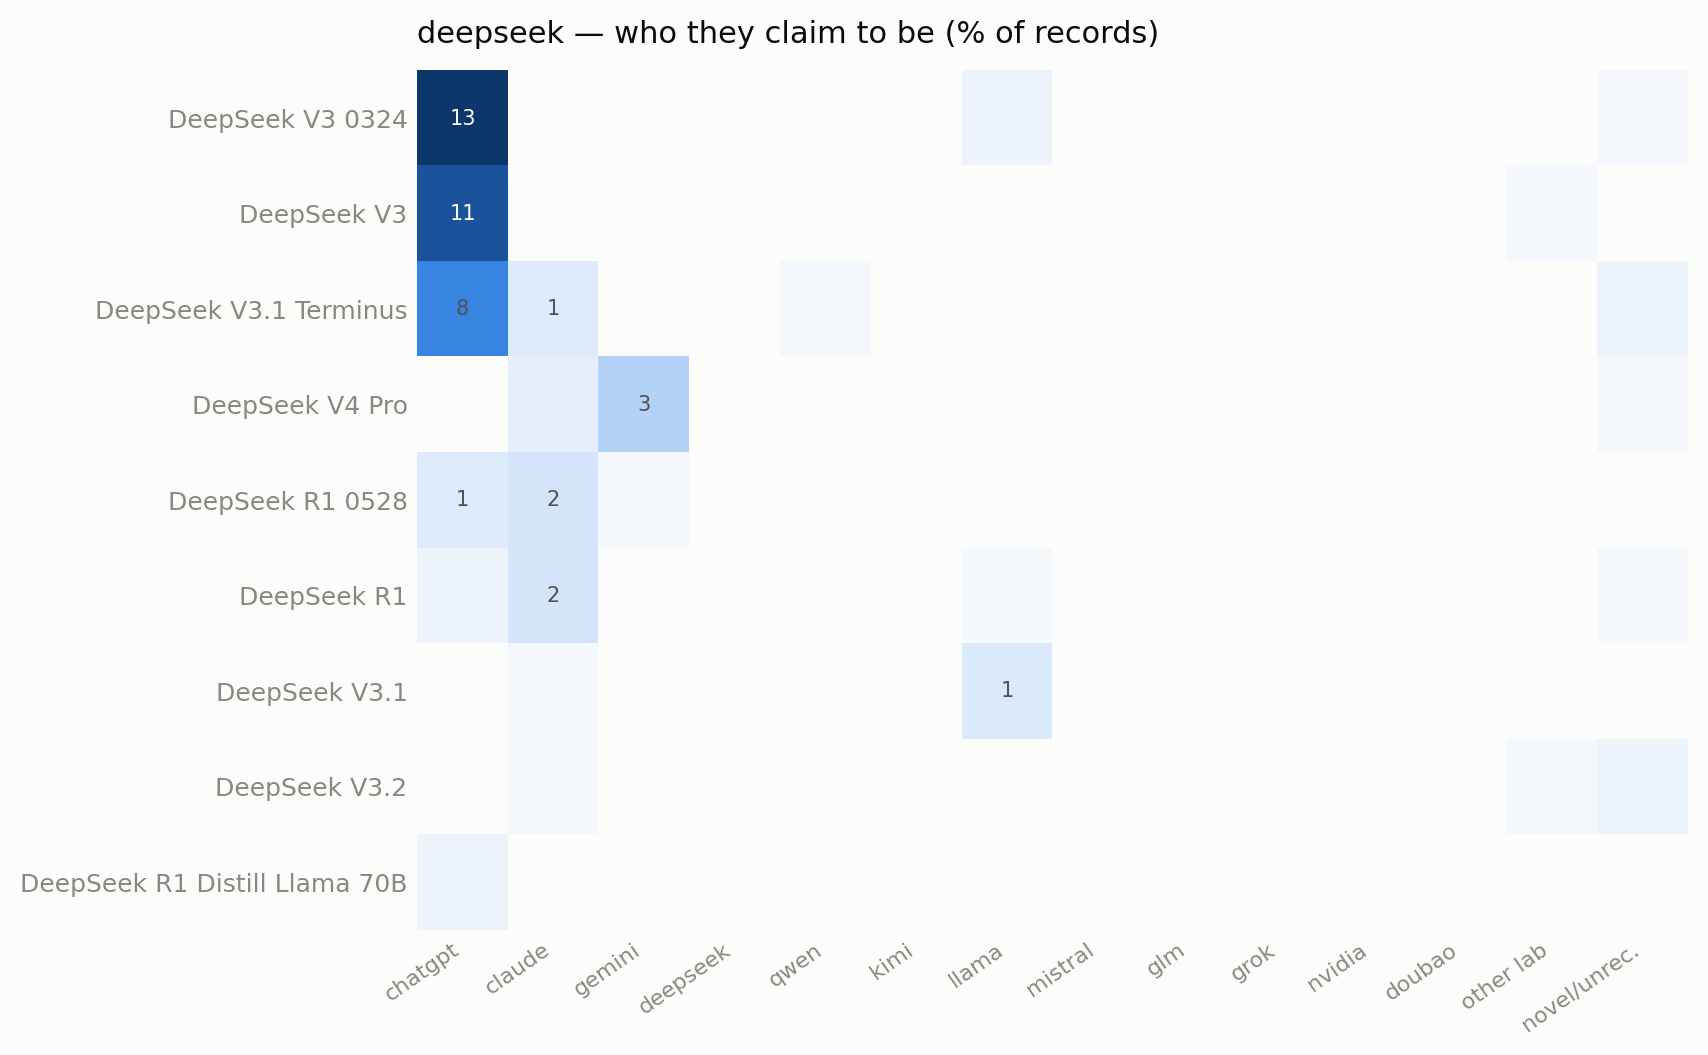 deepseek — who they claim to be (% of records)
DeepSeek V3 0324 13
DeepSeek V3 11
DeepSeek V3.1 Terminus 8 1
DeepSeek V4 Pro 3
DeepSeek R1 0528 1 2
DeepSeek R1 2
DeepSeek V3.1 1
DeepSeek V3.2
DeepSeek R1 Distill Llama 70B
chatgpt claude gemini deepseek qwen kimi llama mistral glm grok nvidia doubao other lab novel/unrec.